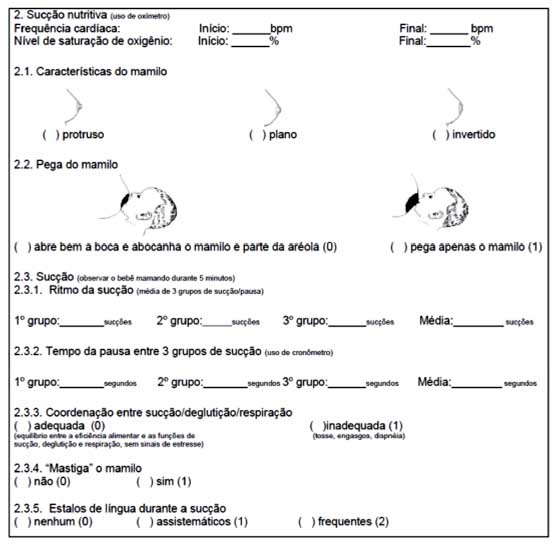 2. Sucção nutritiva (uso de oxímetro)
Frequência cardíaca: Início: ______bpm Final: ______ bpm
Nível de saturação de oxigênio: Início:______% Final:______%
2.1. Características do mamilo
( ) protruso ( ) plano ( ) invertido
2.2. Pega do mamilo
( ) abre bem a boca e abocanha o mamilo e parte da aréola (0) ( ) pega apenas o mamilo (1)
2.3. Sucção (observar o bebê mamando durante 5 minutos)
2.3.1. Ritmo da sucção (média de 3 grupos de sucção/pausa)
1º grupo:_______sucções 2º grupo:_____sucções 3º grupo:______sucções Média:________ sucções
2.3.2. Tempo da pausa entre 3 grupos de sucção (uso de cronômetro)
1º grupo:_______segundos 2º grupo:_______segundos 3º grupo:______segundos Média:________ segundos
2.3.3. Coordenação entre sucção/deglutição/respiração
( ) adequada (0) ( )inadequada (1)
(equilíbrio entre a eficiência alimentar e as funções de (tosse, engasgos, dispnéia)
sucção, deglutição e respiração, sem sinais de estresse)
2.3.4. "Mastiga" o mamilo
( ) não (0) ( ) sim (1)
2.3.5. Estalos de língua durante a sucção
( ) nenhum (0) ( ) assistemáticos (1) ( ) frequentes (2)